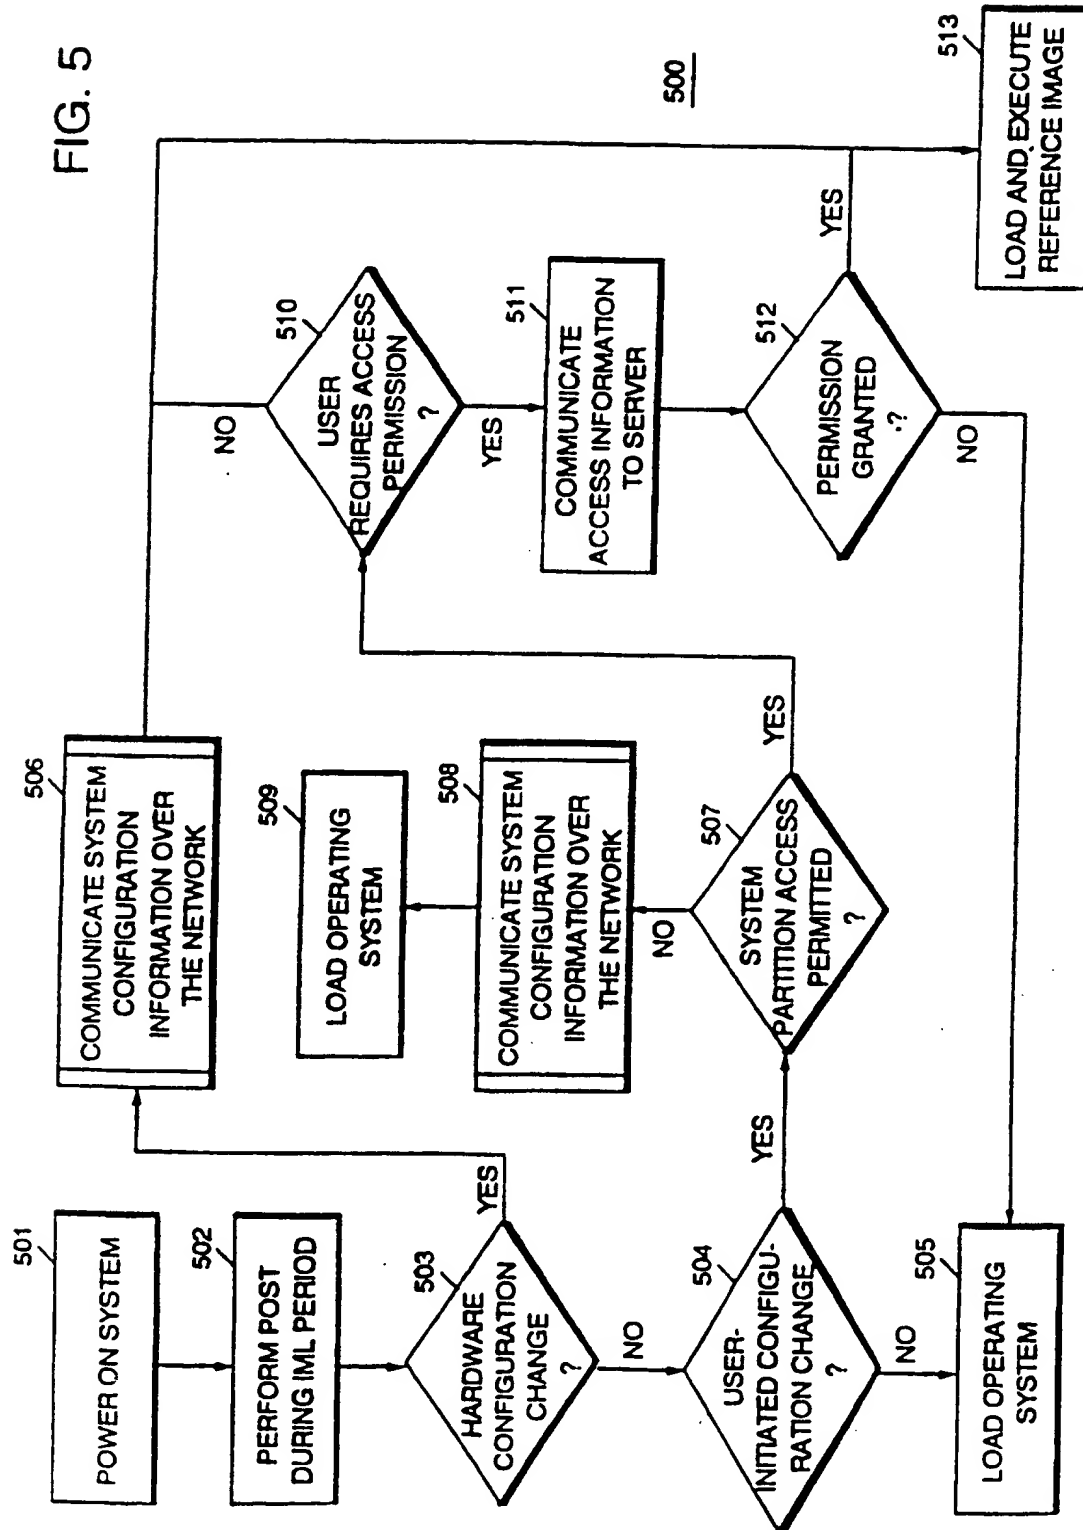 FIG. 5
500
501
POWER ON SYSTEM
502
PERFORM POST
DURING IML PERIOD
503
HARDWARE
CONFIGURATION
CHANGE
?
YES
NO
504
USER-
INITIATED CONFIGU-
RATION CHANGE
?
YES
NO
505
LOAD OPERATING
SYSTEM
506
COMMUNICATE SYSTEM
CONFIGURATION
INFORMATION OVER
THE NETWORK
509
LOAD OPERATING
SYSTEM
508
COMMUNICATE SYSTEM
CONFIGURATION
INFORMATION OVER
THE NETWORK
507
SYSTEM
PARTITION ACCESS
PERMITTED
?
NO
YES
510
USER
REQUIRES ACCESS
PERMISSION
?
NO
YES
511
COMMUNICATE
ACCESS INFORMATION
TO SERVER
512
PERMISSION
GRANTED
?
YES
NO
513
LOAD AND EXECUTE
REFERENCE IMAGE